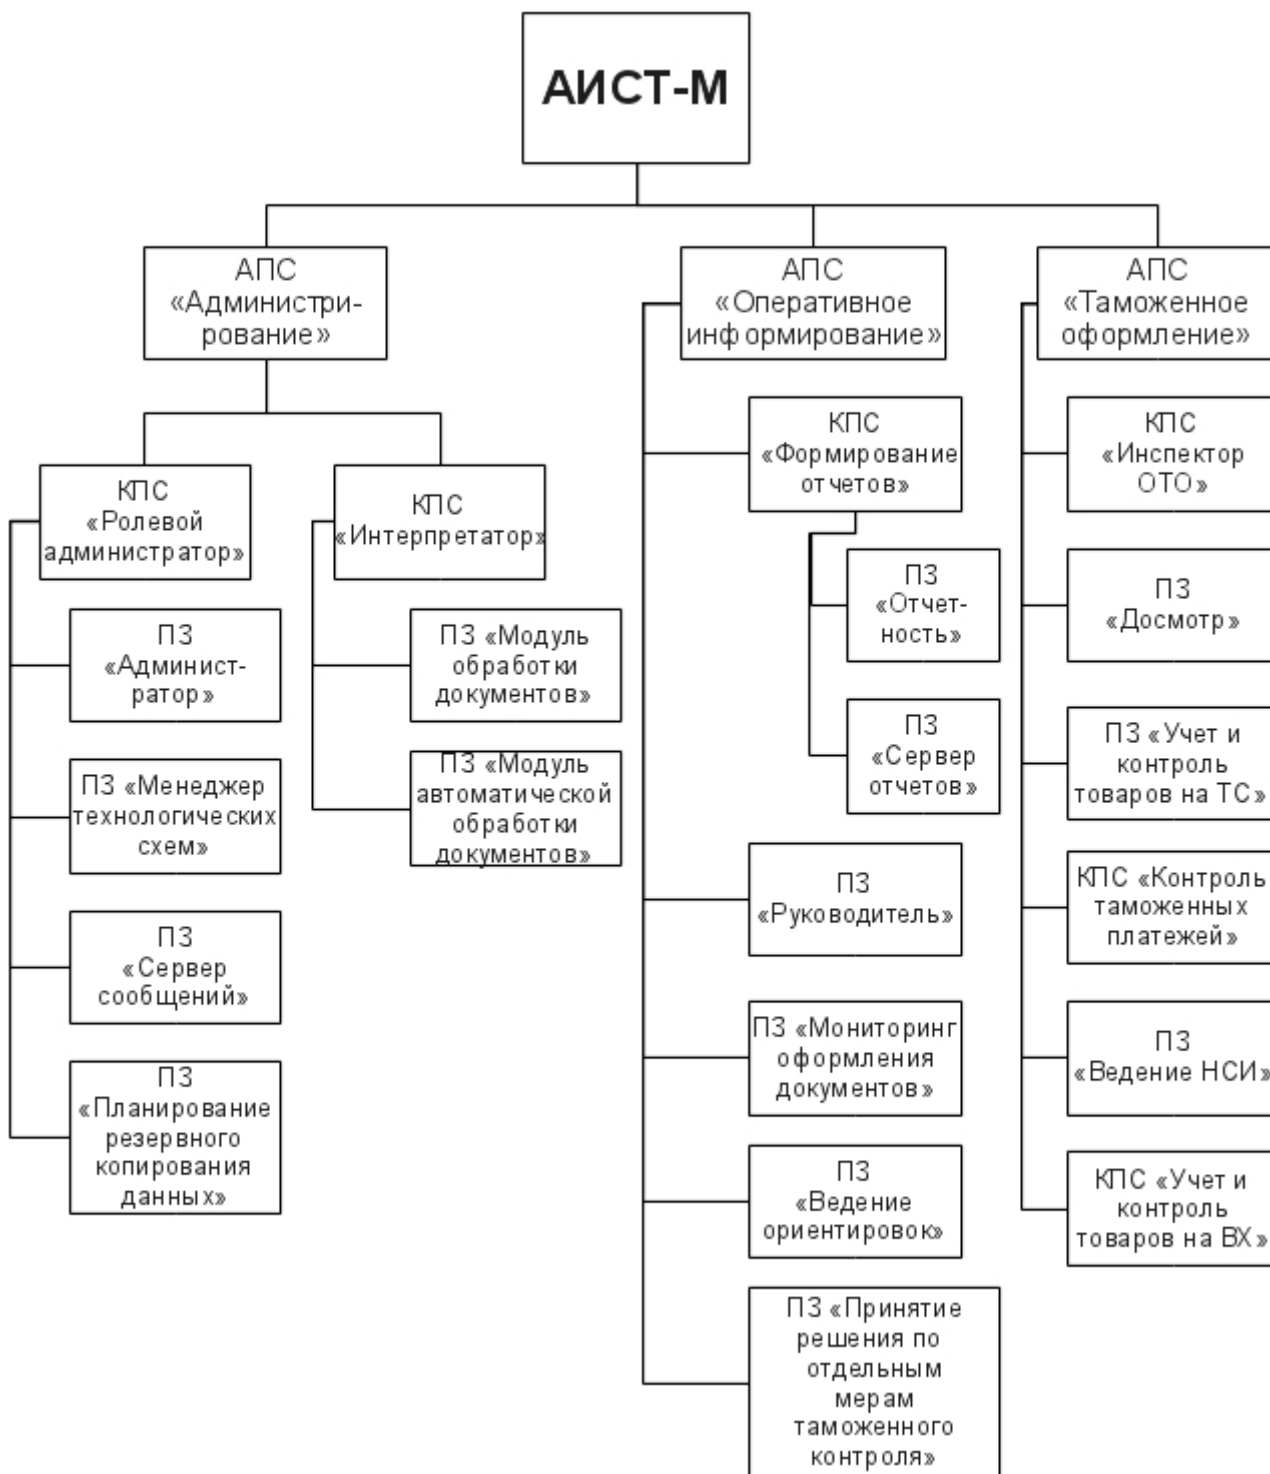 АИСТ-М
АПС
«Администри-
рование»
АПС
«Оперативное
информирование»
АПС
«Таможенное
оформление»
КПС
«Ролевой
администратор»
ПЗ
«Админист-
ратор»
ПЗ «Менеджер
технологических
схем»
ПЗ
«Сервер
сообщений»
ПЗ
«Планирование
резервного
копирования
данных»
КПС
«Интерпретатор»
ПЗ «Модуль
обработки
документов»
ПЗ «Модуль
автоматической
обработки
документов»
КПС
«Формирование
отчетов»
ПЗ
«Отчет-
ность»
ПЗ
«Сервер
отчетов»
ПЗ
«Руководитель»
ПЗ «Мониторинг
оформления
документов»
ПЗ
«Ведение
ориентировок»
ПЗ «Принятие
решения по
отдельным
мерам
таможенного
контроля»
КПС
«Инспектор
ОТО»
ПЗ
«Досмотр»
ПЗ «Учет и
контроль
товаров на ТС»
КПС «Контроль
таможенных
платежей»
ПЗ
«Ведение НСИ»
КПС «Учет и
контроль
товаров на ВХ»